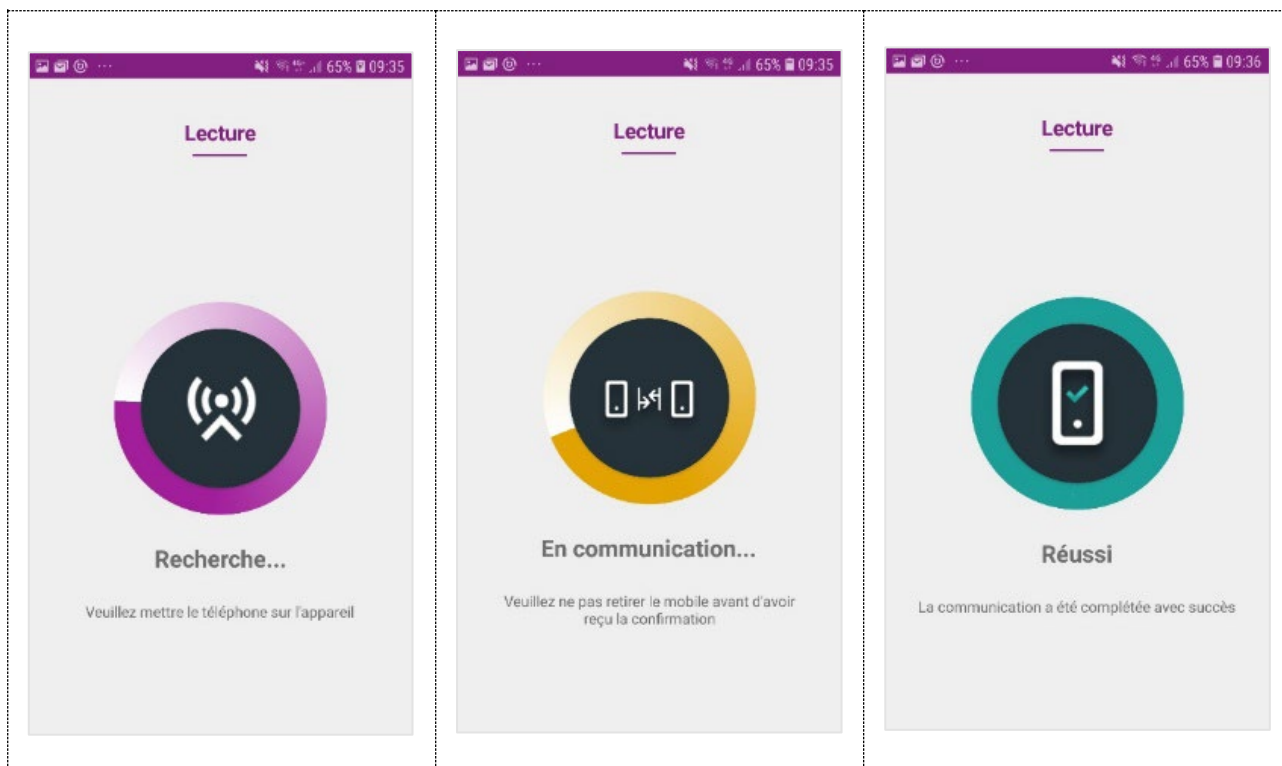 65% 09:35
Lecture
Recherche...
Veuillez mettre le téléphone sur l'appareil
65% 09:35
Lecture
En communication...
Veuillez ne pas retirer le mobile avant d'avoir
reçu la confirmation
65% 09:36
Lecture
Réussi
La communication a été complétée avec succès